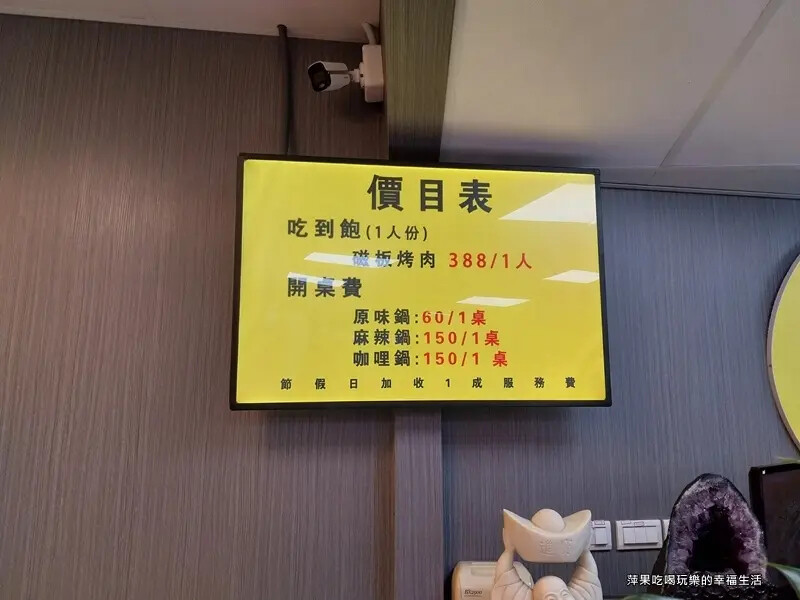 價目表
吃到飽(1人份)
磁板烤肉 388/1人
開桌費
原味鍋:60/1桌
麻辣鍋:150/1桌
咖哩鍋:150/1 桌
節假日加收1成服務費
萍果吃喝玩樂的幸福生活